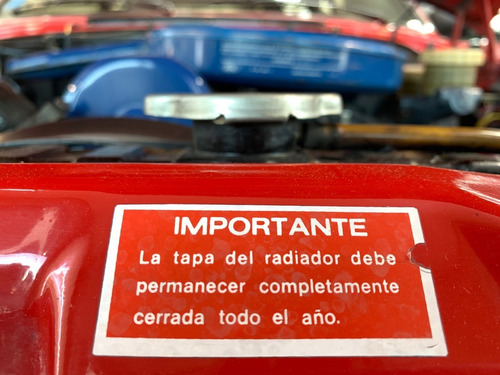 IMPORTANTE
La tapa del radiador debe
permanecer completamente
cerrada todo el año.